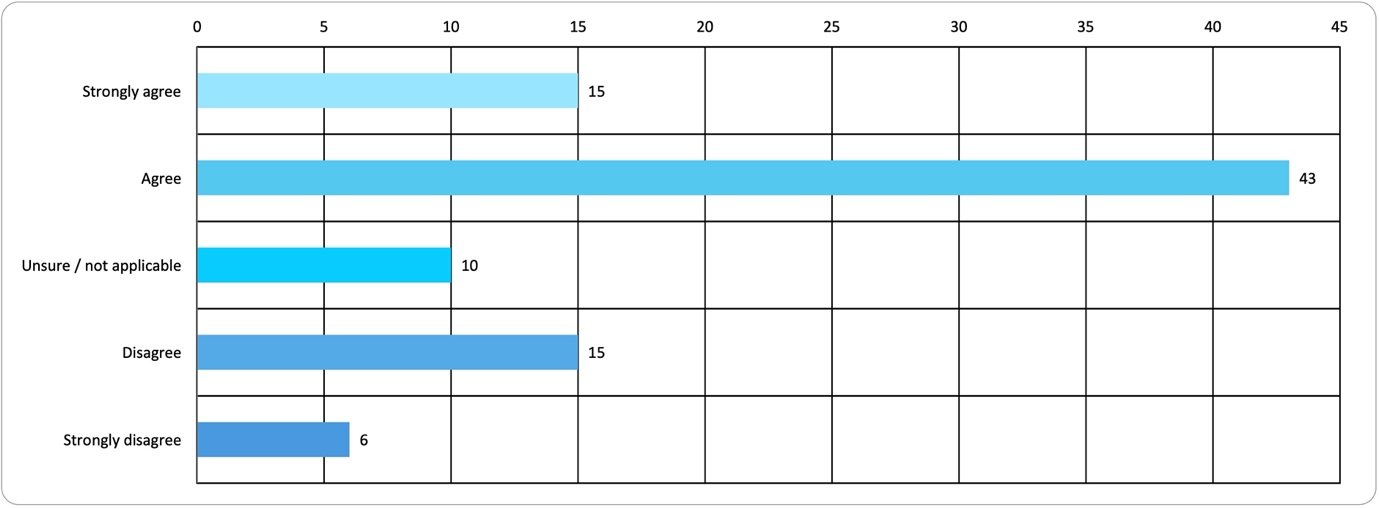 0 5 10 15 20 25 30 35 40 45
Strongly agree 15
Agree 43
Unsure / not applicable 10
Disagree 15
Strongly disagree 6